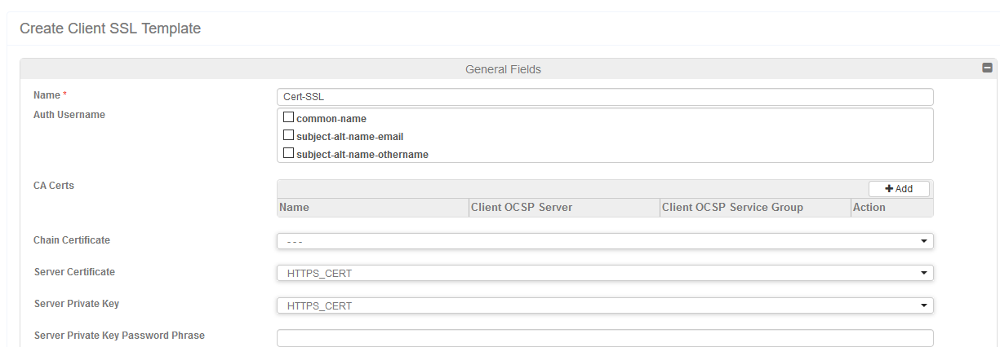 Create Client SSL Template
General Fields
Name *
Cert-SSL
Auth Username
common-name
subject-alt-name-email
subject-alt-name-othername
CA Certs
+ Add
Name Client OCSP Server Client OCSP Service Group Action
Chain Certificate
---
Server Certificate
HTTPS_CERT
Server Private Key
HTTPS_CERT
Server Private Key Password Phrase